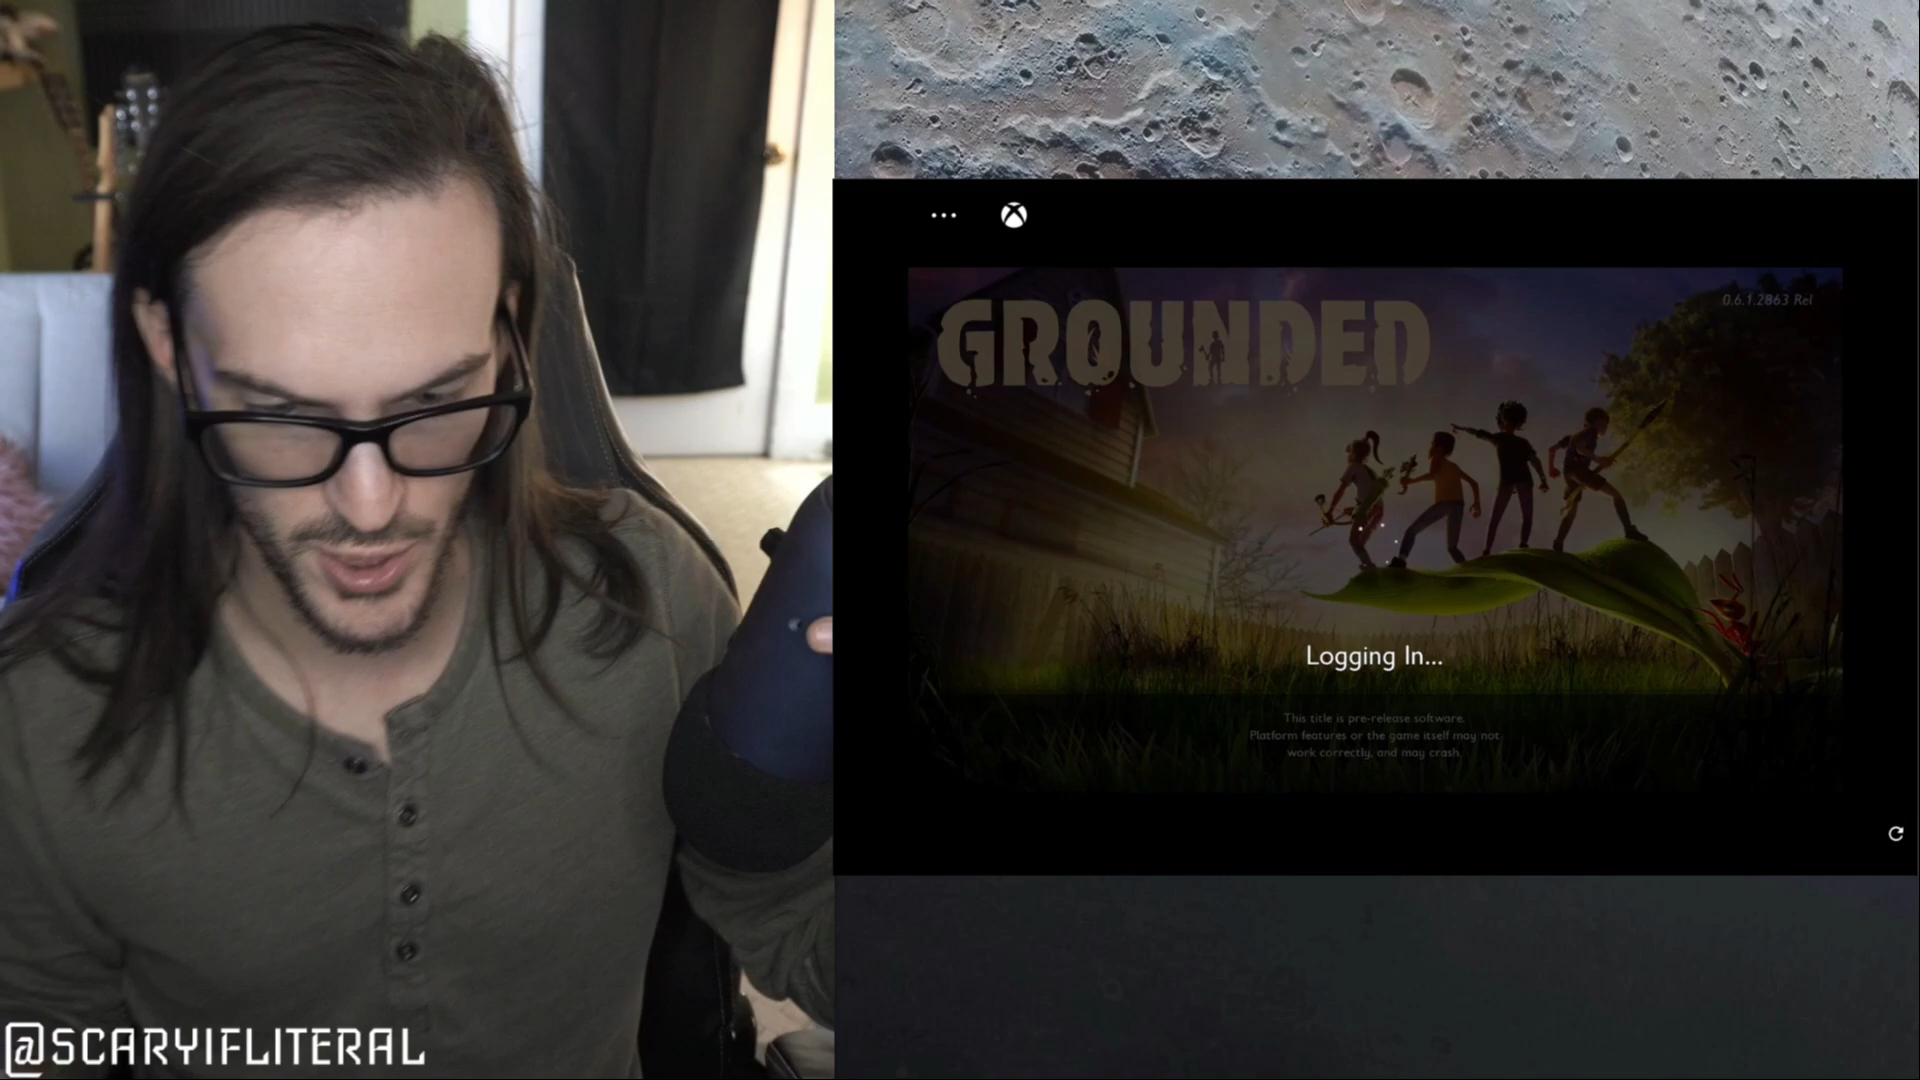 GROUNDED
0.6.1.2863 Rel
Logging In...
This title is pre-release software.
Platform features or the game itself may not
work correctly, and may crash.
@SCARYIFLITERAL